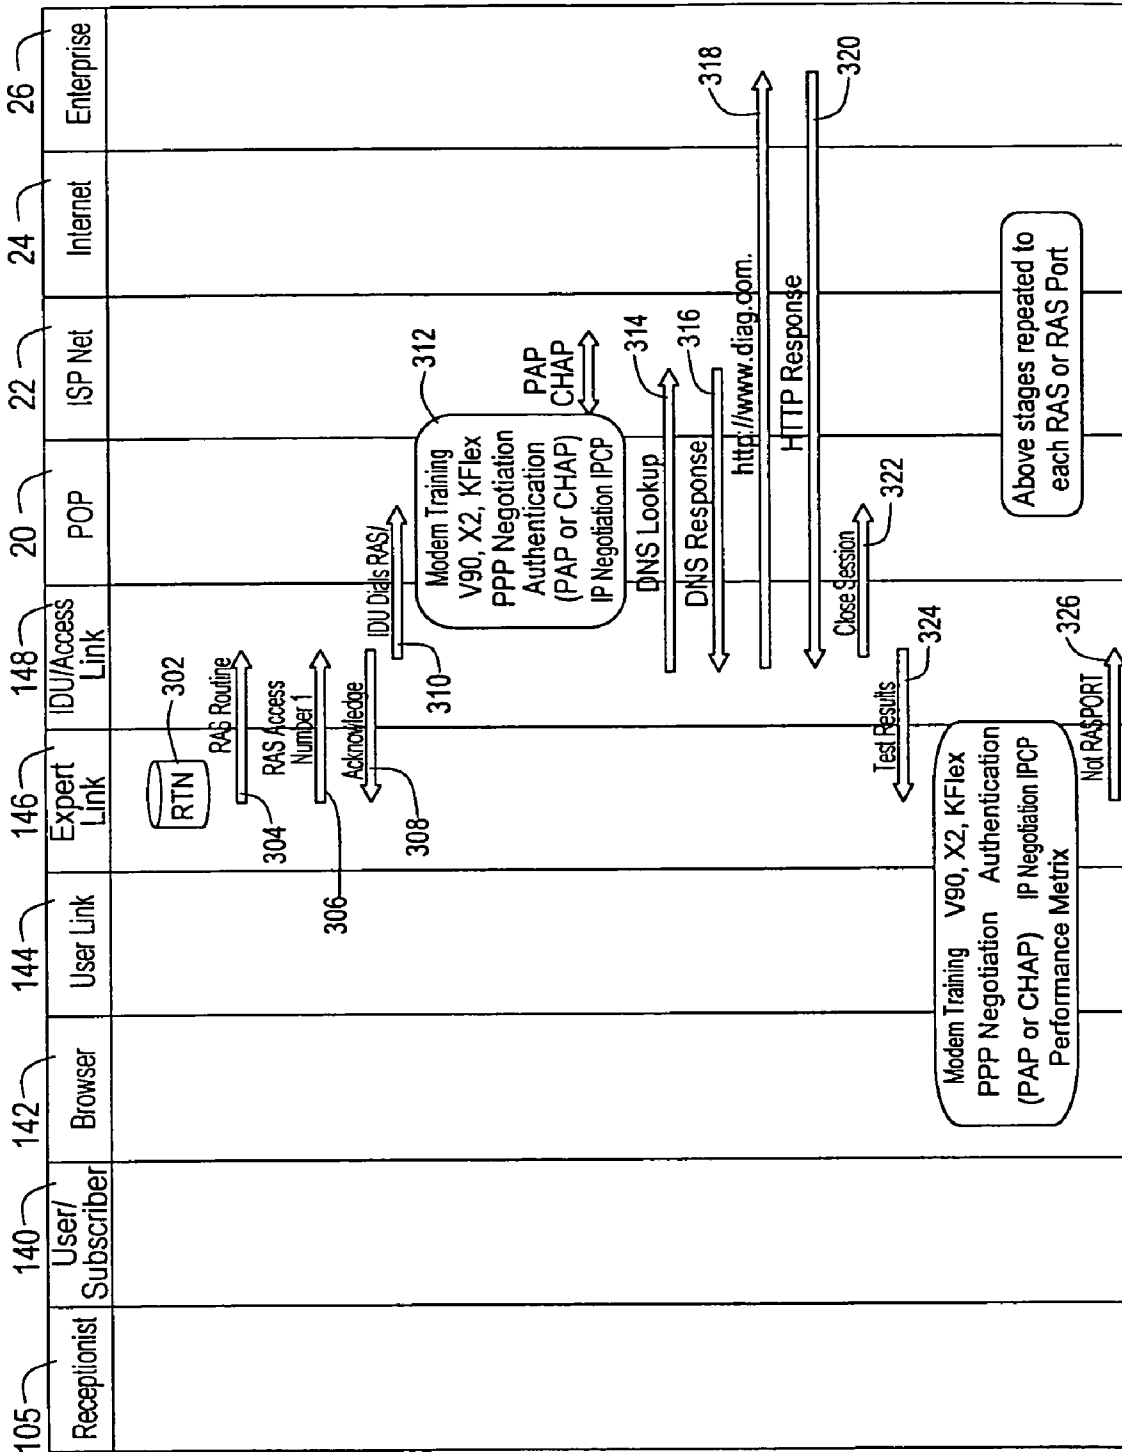 105
140
142
144
146
148
20
22
24
26
Receptionist
User/
Subscriber
Browser
User Link
Expert
Link
IDU/Access
Link
POP
ISP Net
Internet
Enterprise
RTN
302
RAS Routine
304
RAS Access
Number 1
306
Acknowledge
308
IDU Dials RAS/
310
Modem Training
V90, X2, KFlex
PPP Negotiation
Authentication
(PAP or CHAP)
IP Negotiation IPCP
312
PAP
CHAP
DNS Lookup
314
DNS Response
316
http://www.diag.com.
318
HTTP Response
320
Close Session
322
Test Results
324
Modem Training V90, X2, KFlex
PPP Negotiation Authentication
(PAP or CHAP) IP Negotiation IPCP
Performance Metrix
Above stages repeated to
each RAS or RAS Port
Not RASPORT
326